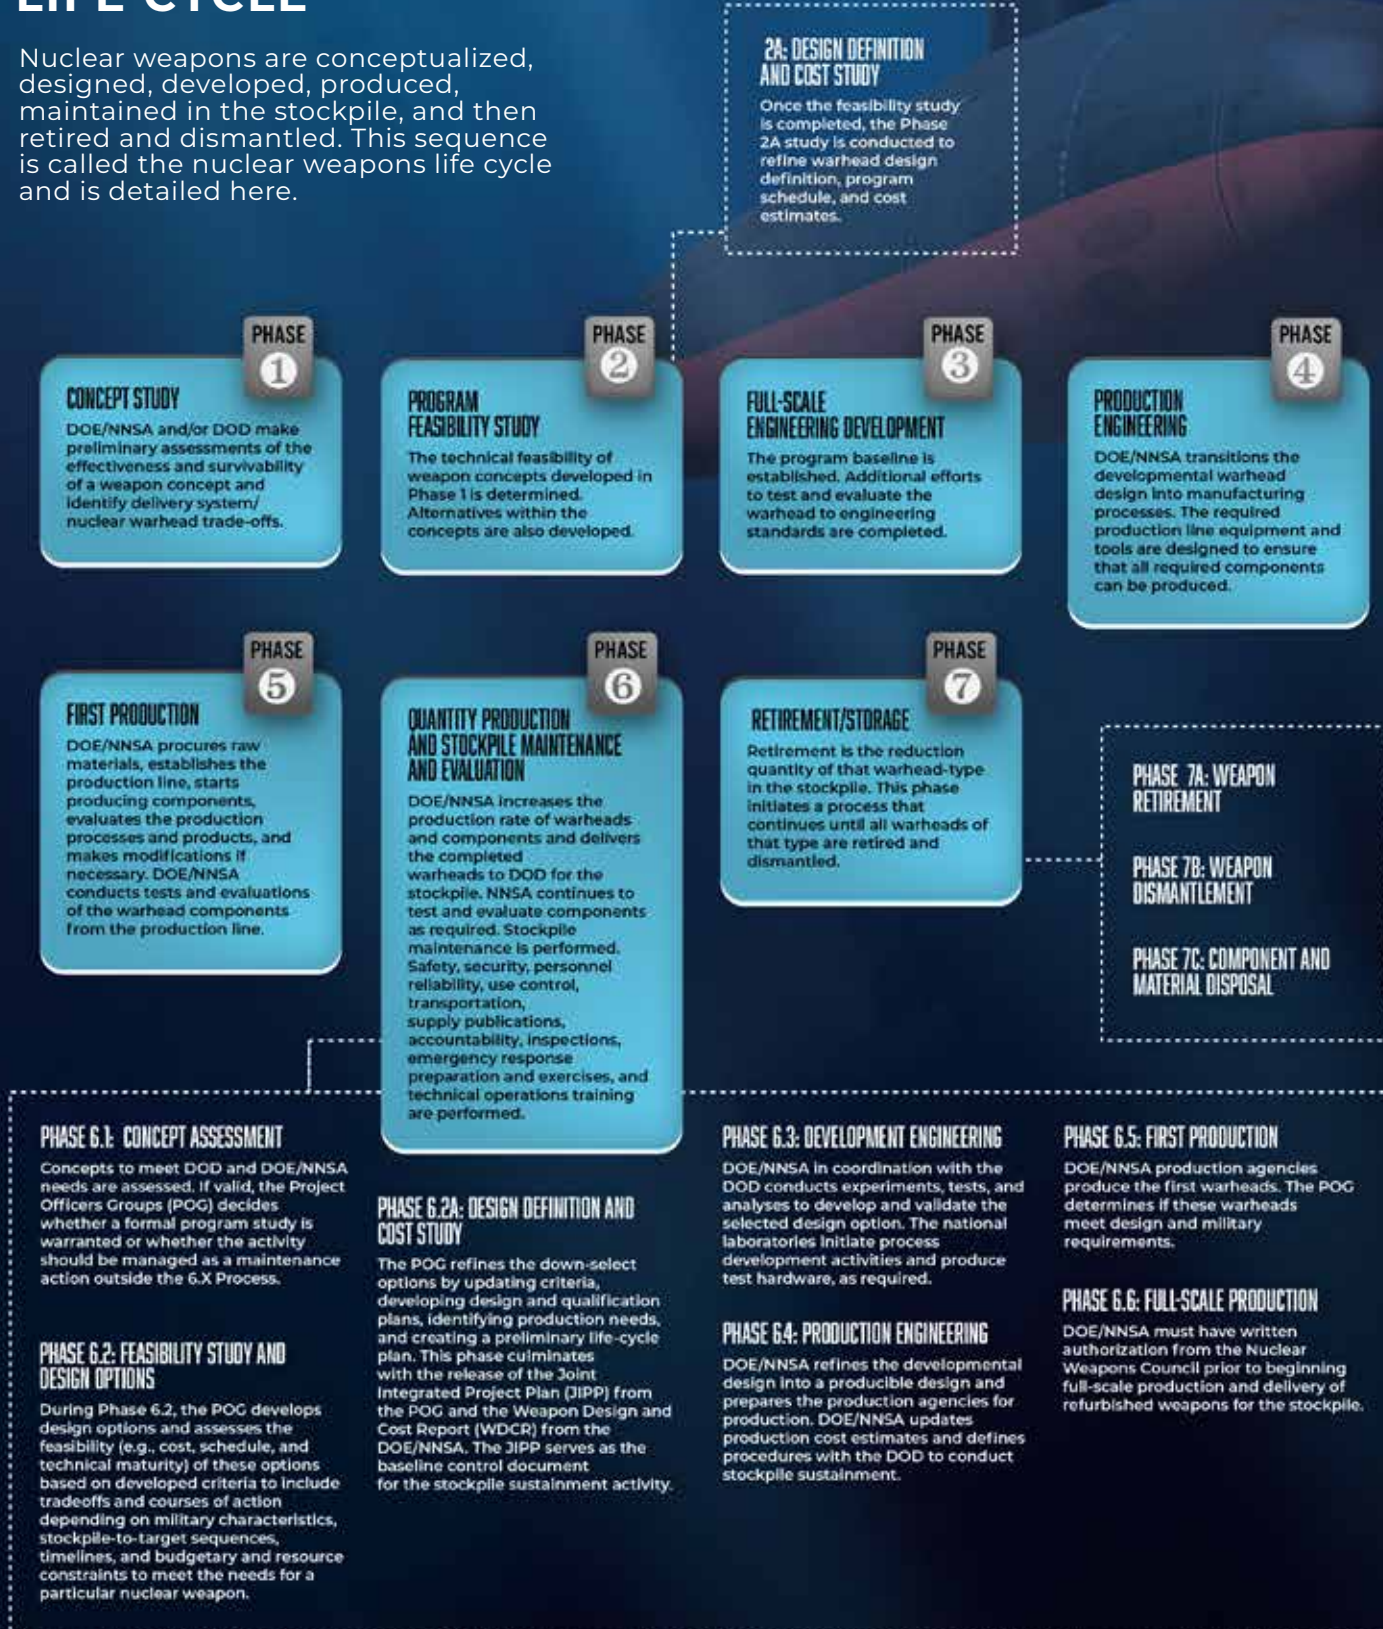 LIFE CYCLE
Nuclear weapons are conceptualized,
designed, developed, produced,
maintained in the stockpile, and then
retired and dismantled. This sequence
is called the nuclear weapons life cycle
and is detailed here.
2A: DESIGN DEFINITION
AND COST STUDY
Once the feasibility study
is completed, the Phase
2A study is conducted to
refine warhead design
definition, program
schedule, and cost
estimates.
PHASE
1
CONCEPT STUDY
DOE/NNSA and/or DOD make
preliminary assessments of the
effectiveness and survivability
of a weapon concept and
identify delivery system/
nuclear warhead trade-offs.
PHASE
2
PROGRAM
FEASIBILITY STUDY
The technical feasibility of
weapon concepts developed in
Phase 1 is determined.
Alternatives within the
concepts are also developed.
PHASE
3
FULL-SCALE
ENGINEERING DEVELOPMENT
The program baseline is
established. Additional efforts
to test and evaluate the
warhead to engineering
standards are completed.
PHASE
4
PRODUCTION
ENGINEERING
DOE/NNSA transitions the
developmental warhead
design into manufacturing
processes. The required
production line equipment and
tools are designed to ensure
that all required components
can be produced.
PHASE
5
FIRST PRODUCTION
DOE/NNSA procures raw
materials, establishes the
production line, starts
producing components,
evaluates the production
processes and products, and
makes modifications if
necessary. DOE/NNSA
conducts tests and evaluations
of the warhead components
from the production line.
PHASE
6
QUANTITY PRODUCTION
AND STOCKPILE MAINTENANCE
AND EVALUATION
DOE/NNSA increases the
production rate of warheads
and components and delivers
the completed
warheads to DOD for the
stockpile. NNSA continues to
test and evaluate components
as required. Stockpile
maintenance is performed.
Safety, security, personnel
reliability, use control,
transportation,
supply publications,
accountability, inspections,
emergency response
preparation and exercises, and
technical operations training
are performed.
PHASE
7
RETIREMENT/STORAGE
Retirement is the reduction
quantity of that warhead-type
in the stockpile. This phase
initiates a process that
continues until all warheads of
that type are retired and
dismantled.
PHASE 7A: WEAPON
RETIREMENT
PHASE 7B: WEAPON
DISMANTLEMENT
PHASE 7C: COMPONENT AND
MATERIAL DISPOSAL
PHASE 6.1: CONCEPT ASSESSMENT
Concepts to meet DOD and DOE/NNSA
needs are assessed. If valid, the Project
Officers Groups (POG) decides
whether a formal program study is
warranted or whether the activity
should be managed as a maintenance
action outside the 6.X Process.
PHASE 6.2: FEASIBILITY STUDY AND
DESIGN OPTIONS
During Phase 6.2, the POG develops
design options and assesses the
feasibility (e.g., cost, schedule, and
technical maturity) of these options
based on developed criteria to include
tradeoffs and courses of action
depending on military characteristics,
stockpile-to-target sequences,
timelines, and budgetary and resource
constraints to meet the needs for a
particular nuclear weapon.
PHASE 6.2A: DESIGN DEFINITION AND
COST STUDY
The POG refines the down-select
options by updating criteria,
developing design and qualification
plans, identifying production needs,
and creating a preliminary life-cycle
plan. This phase culminates
with the release of the Joint
Integrated Project Plan (JIPP) from
the POG and the Weapon Design and
Cost Report (WDCR) from the
DOE/NNSA. The JIPP serves as the
baseline control document
for the stockpile sustainment activity.
PHASE 6.3: DEVELOPMENT ENGINEERING
DOE/NNSA in coordination with the
DOD conducts experiments, tests, and
analyses to develop and validate the
selected design option. The national
laboratories initiate process
development activities and produce
test hardware, as required.
PHASE 6.4: PRODUCTION ENGINEERING
DOE/NNSA refines the developmental
design into a producible design and
prepares the production agencies for
production. DOE/NNSA updates
production cost estimates and defines
procedures with the DOD to conduct
stockpile sustainment.
PHASE 6.5: FIRST PRODUCTION
DOE/NNSA production agencies
produce the first warheads. The POG
determines if these warheads
meet design and military
requirements.
PHASE 6.6: FULL-SCALE PRODUCTION
DOE/NNSA must have written
authorization from the Nuclear
Weapons Council prior to beginning
full-scale production and delivery of
refurbished weapons for the stockpile.